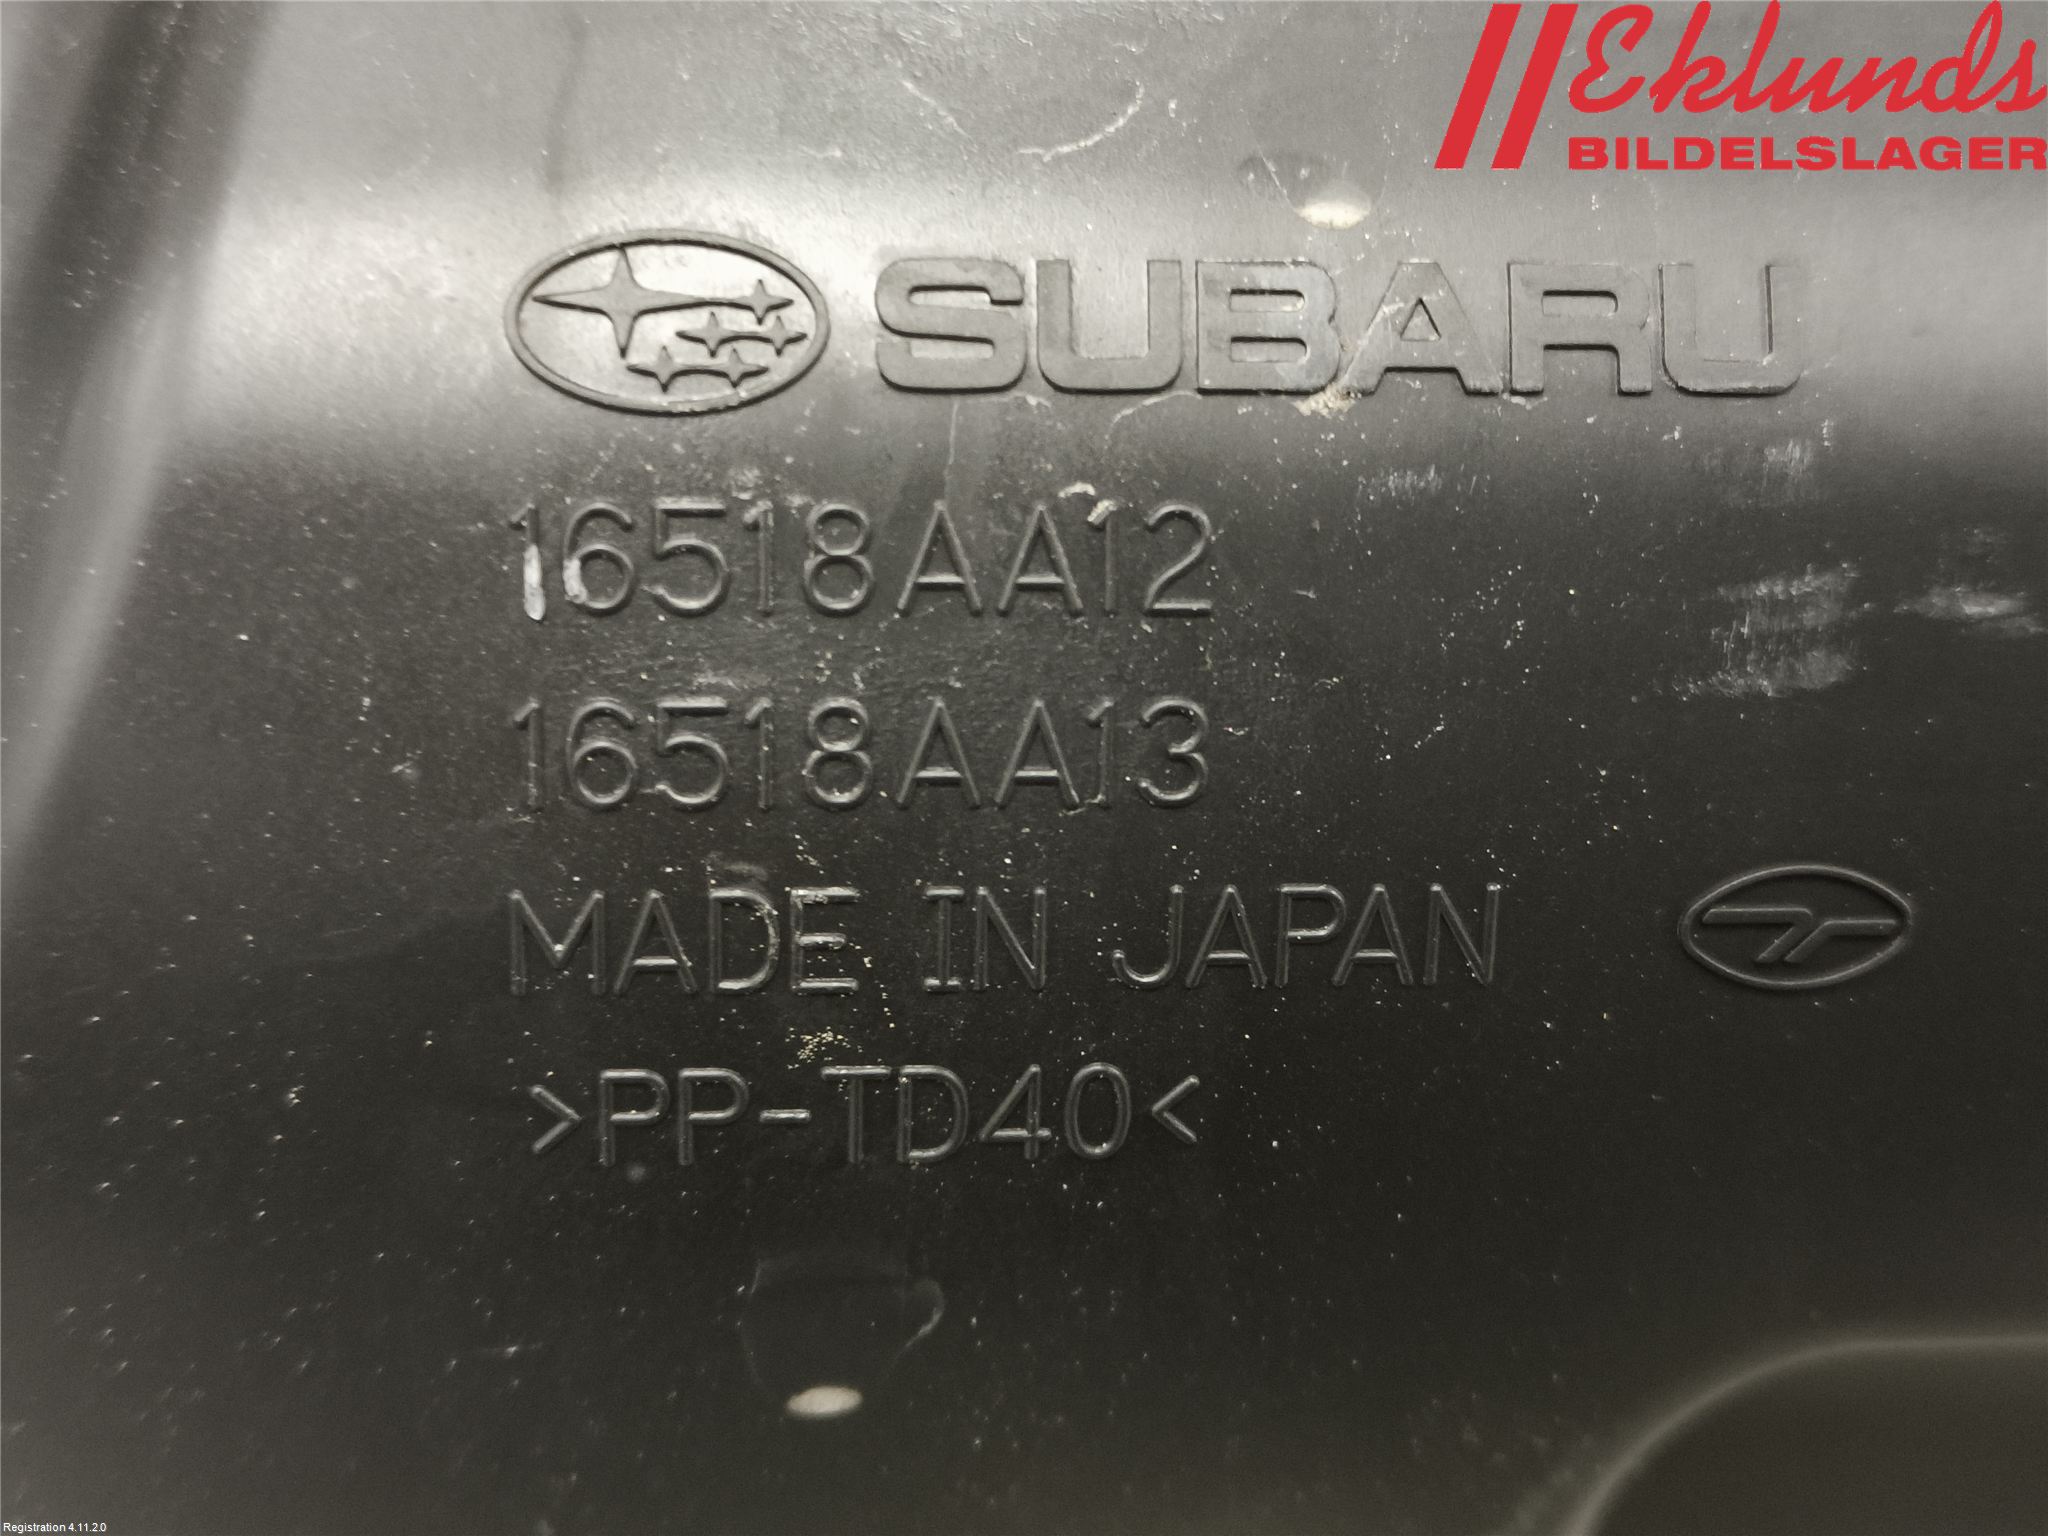 Eklunds
BILDELSLAGER
SUBARU
16518AA12
16518AA13
MADE IN JAPAN
>PP-TD40<
Registration 4.11.2.0